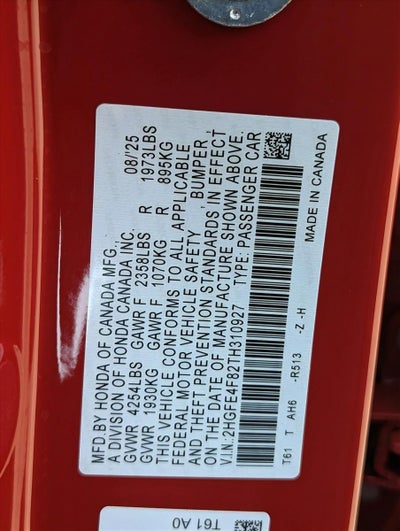 MFD.BY HONDA OF CANADA MFG.,
A DIVISION OF HONDA CANADA INC. 08/'25
GVWR 4254LBS GAWR F 2358LBS R 1973LBS
GVWR 1930KG GAWR F 1070KG R 895KG
THIS VEHICLE CONFORMS TO ALL APPLICABLE
FEDERAL MOTOR VEHICLE SAFETY, BUMPER,
AND THEFT PREVENTION STANDARDS IN EFFECT
ON THE DATE OF MANUFACTURE SHOWN ABOVE.
V.I.N:2HGFE4F82TH310927 TYPE:PASSENGER CAR
T61 T AH6 -R513 -Z -H MADE IN CANADA
T61 A0